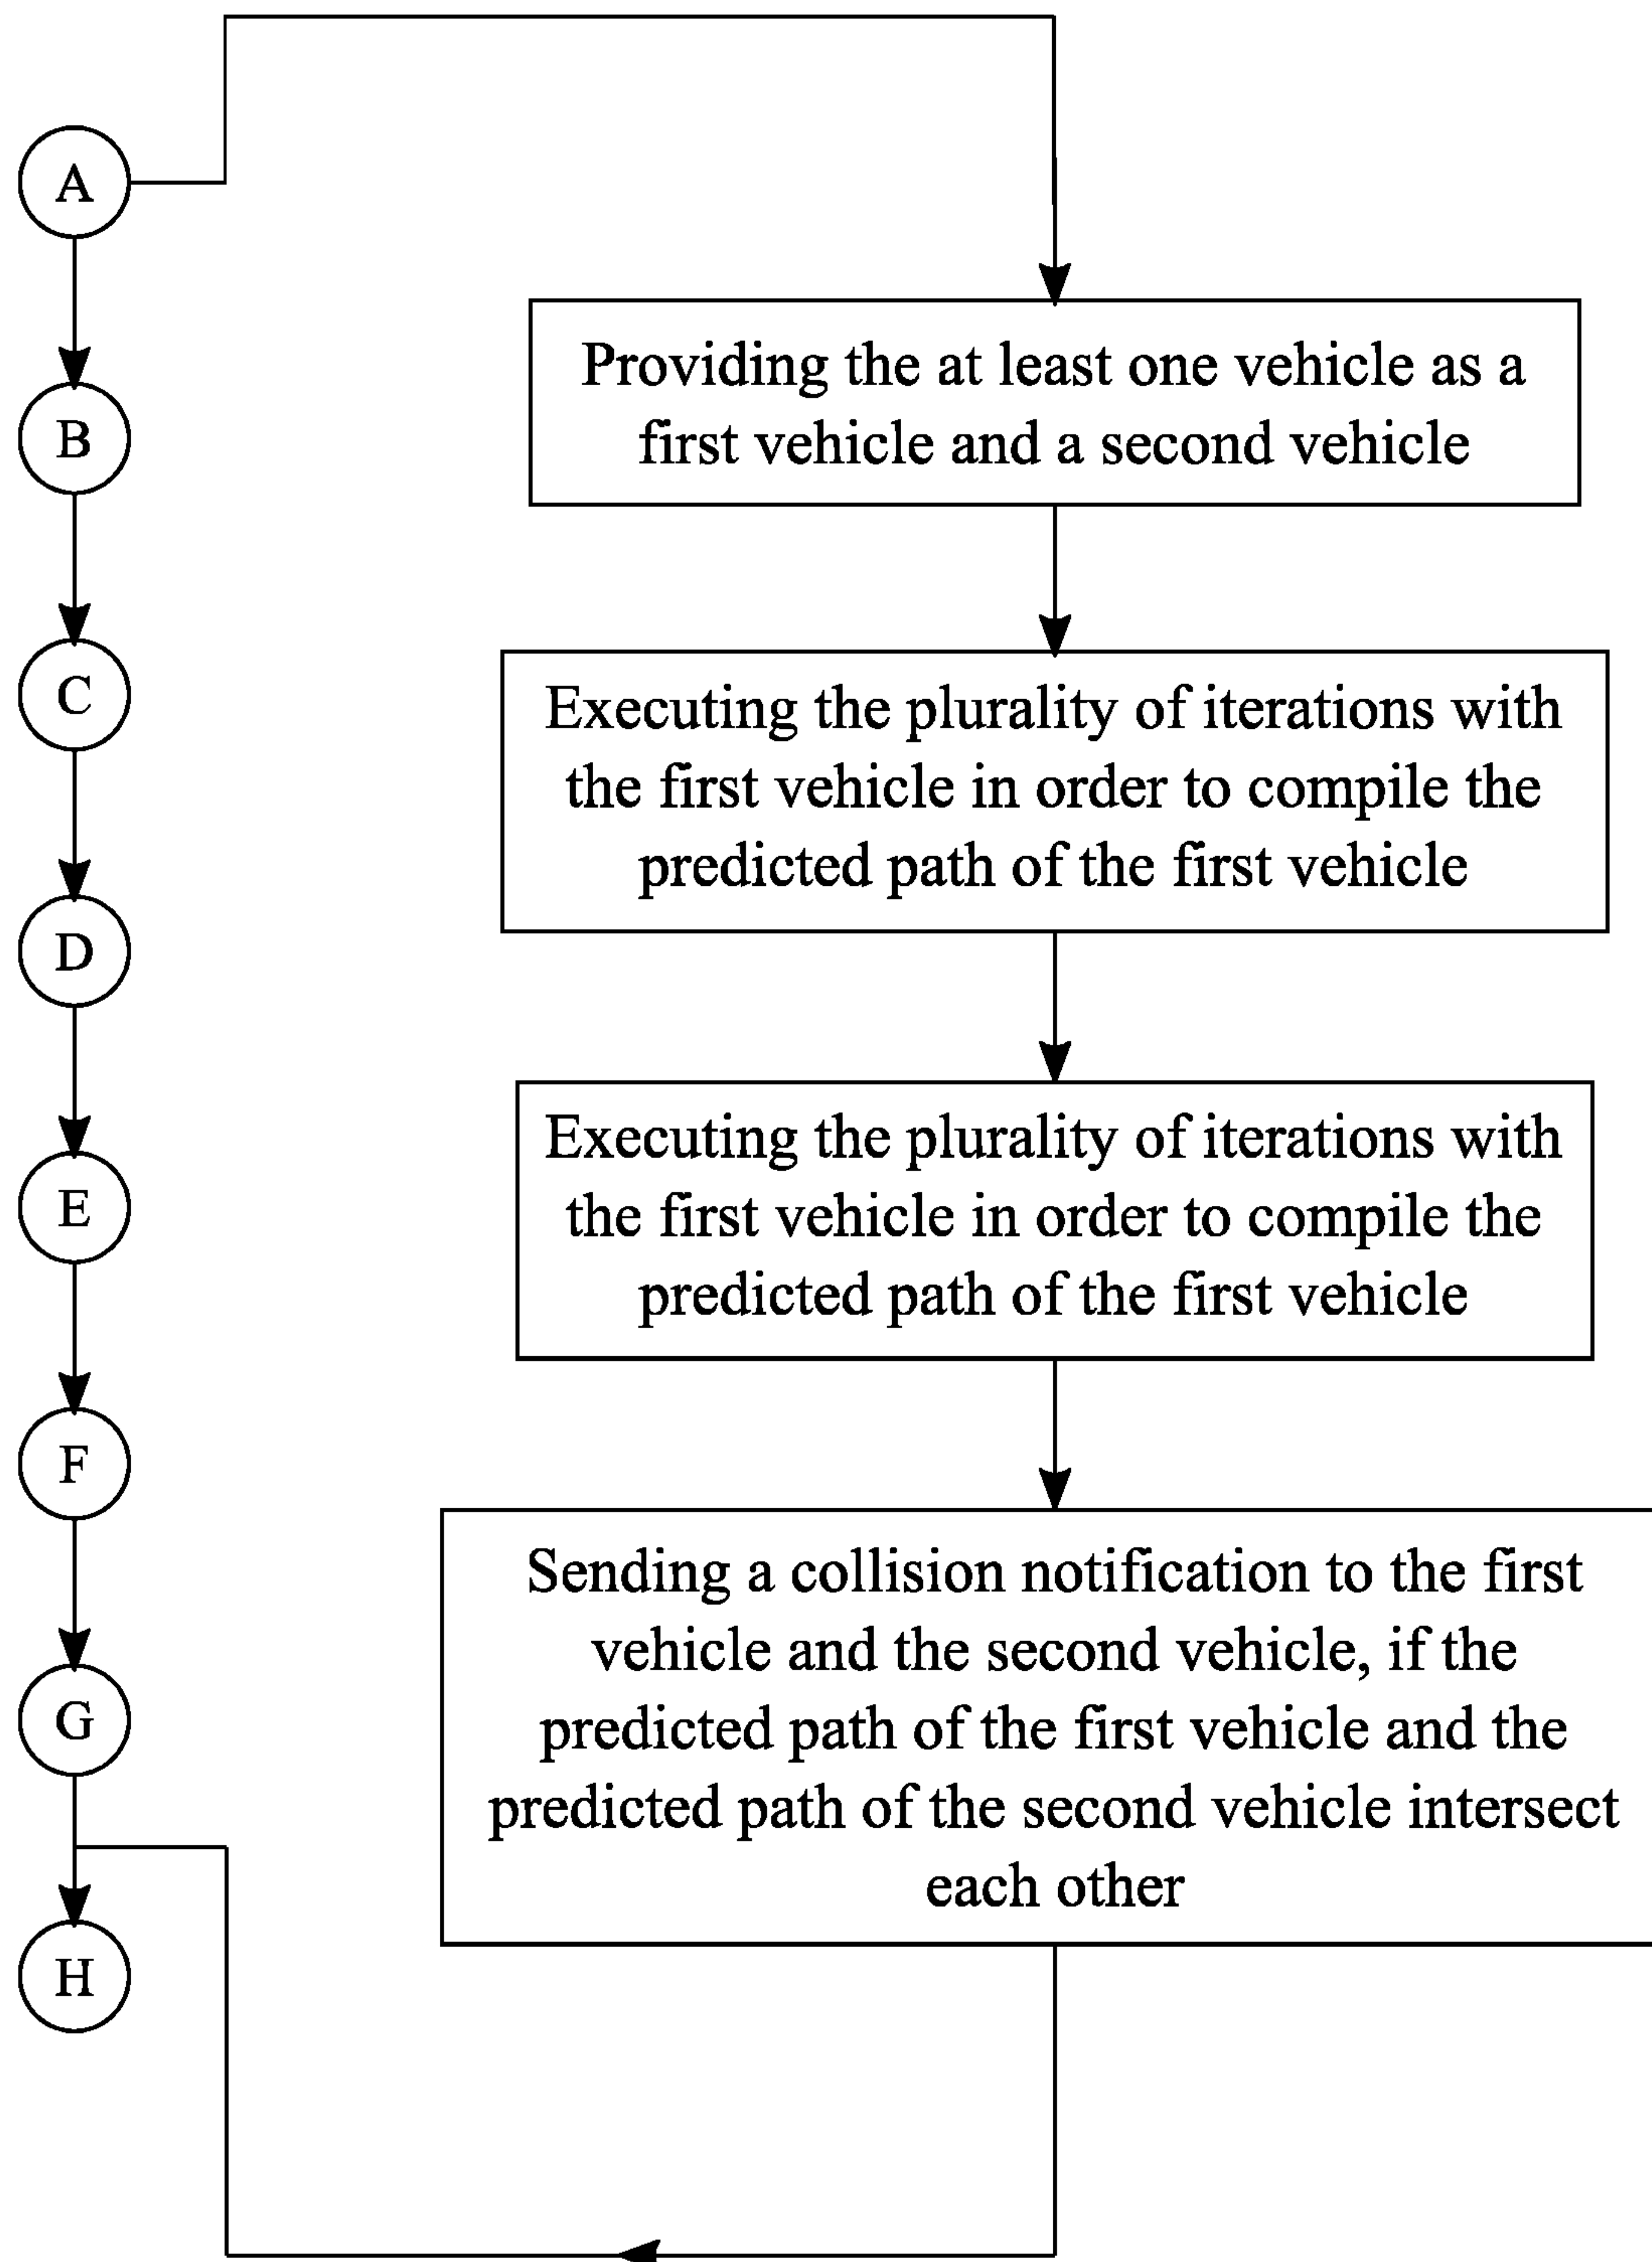 A
B
C
D
E
F
G
H
Providing the at least one vehicle as a
first vehicle and a second vehicle
Executing the plurality of iterations with
the first vehicle in order to compile the
predicted path of the first vehicle
Executing the plurality of iterations with
the first vehicle in order to compile the
predicted path of the first vehicle
Sending a collision notification to the first
vehicle and the second vehicle, if the
predicted path of the first vehicle and the
predicted path of the second vehicle intersect
each other